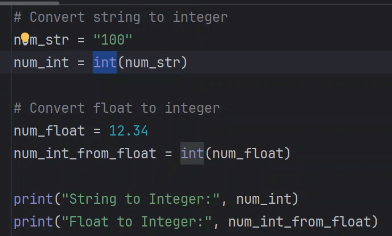 # Convert string to integer
num_str = "100"
num_int = int(num_str)
# Convert float to integer
num_float = 12.34
num_int_from_float = int(num_float)
print("String to Integer:", num_int)
print("Float to Integer:", num_int_from_float)